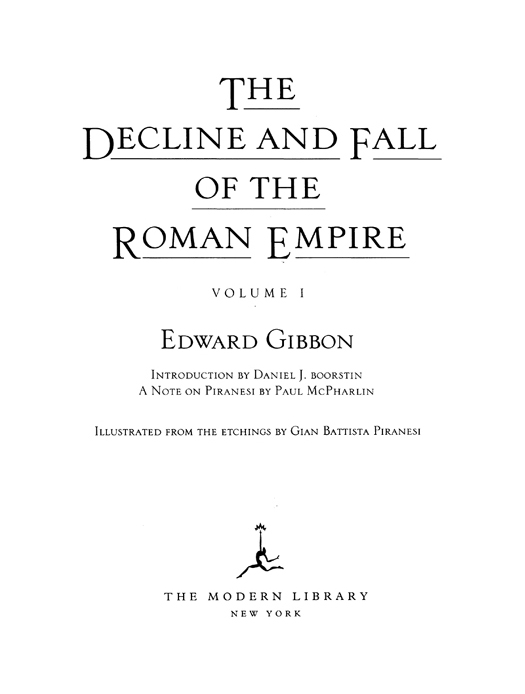 THE
DECLINE AND FALL
OF THE
ROMAN EMPIRE
VOLUME I
EDWARD GIBBON
INTRODUCTION BY DANIEL J. BOORSTIN
A NOTE ON PIRANESI BY PAUL MCPHARLIN
ILLUSTRATED FROM THE ETCHINGS BY GIAN BATTISTA PIRANESI
THE MODERN LIBRARY
NEW YORK